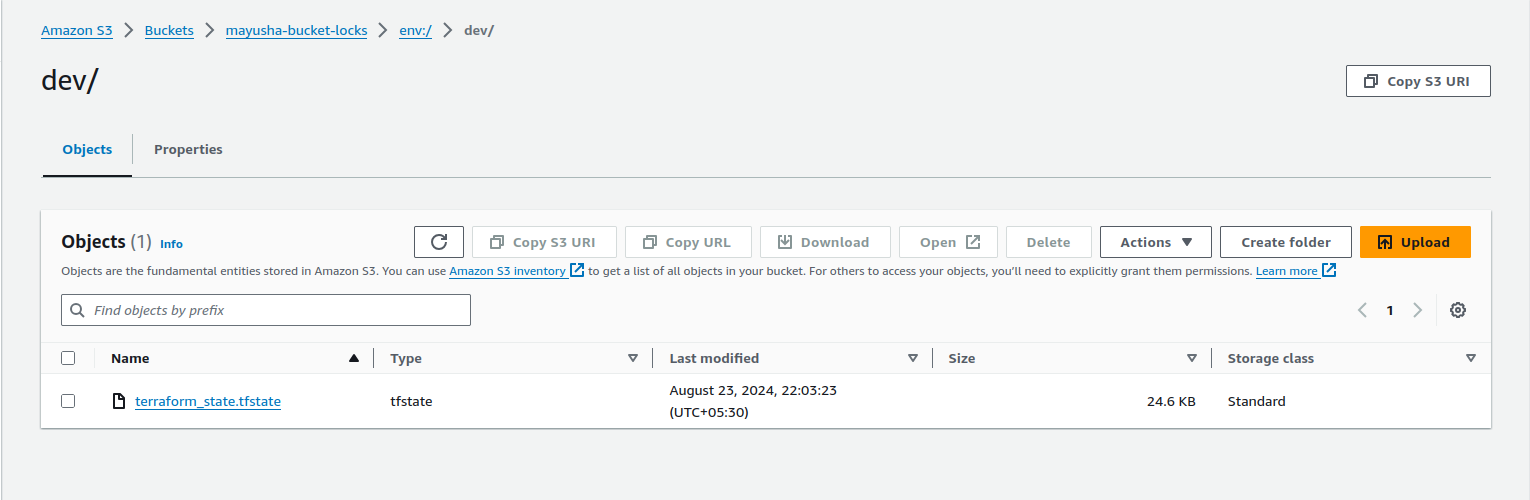 Amazon S3 > Buckets > mayusha-bucket-locks > env:/ > dev/
dev/
Copy S3 URI
Objects Properties
Objects (1) Info
Copy S3 URI Copy URL Download Open Delete Actions Create folder Upload
Objects are the fundamental entities stored in Amazon S3. You can use Amazon S3 inventory to get a list of all objects in your bucket. For others to access your objects, you'll need to explicitly grant them permissions. Learn more
Find objects by prefix
1
Name Type Last modified Size Storage class
terraform_state.tfstate tfstate August 23, 2024, 22:03:23 24.6 KB Standard
(UTC+05:30)